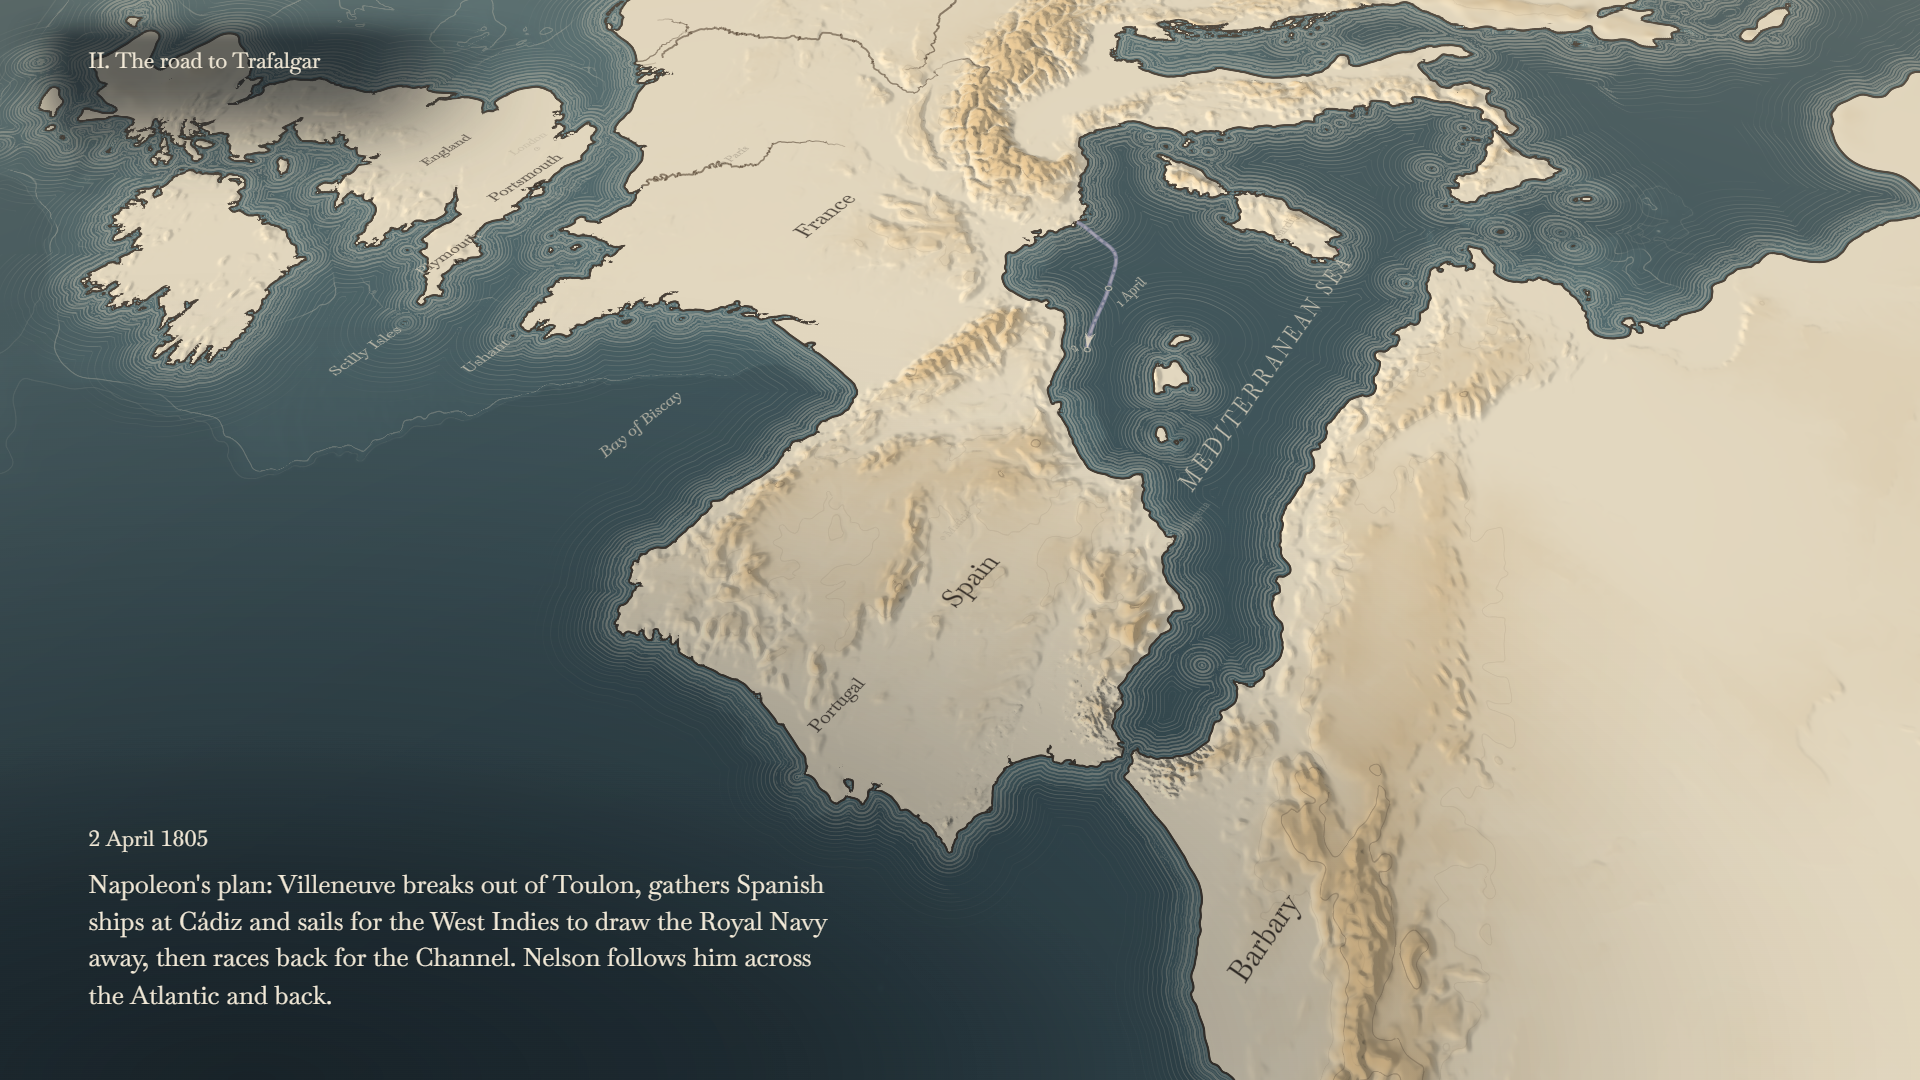 II. The road to Trafalgar
England
London
Portsmouth
Plymouth
Paris
France
Scilly Isles
Ushant
Bay of Biscay
1 April
MEDITERRANEAN SEA
Spain
Portugal
Barbary
2 April 1805
Napoleon's plan: Villeneuve breaks out of Toulon, gathers Spanish
ships at Cádiz and sails for the West Indies to draw the Royal Navy
away, then races back for the Channel. Nelson follows him across
the Atlantic and back.